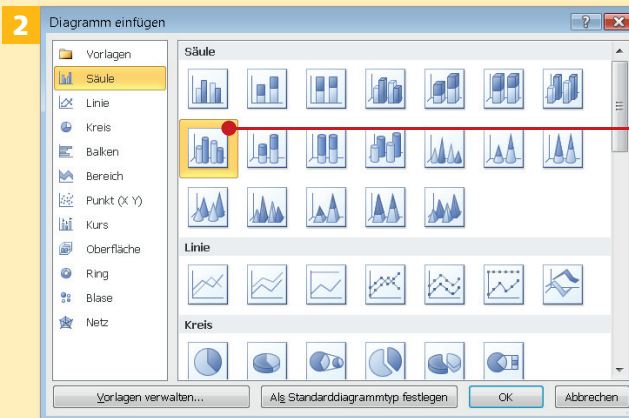 2
Diagramm einfügen
Vorlagen
Säule
Linie
Kreis
Balken
Bereich
Punkt (X Y)
Kurs
Oberfläche
Ring
Blase
Netz
Säule
Linie
Kreis
Vorlagen verwalten...
Als Standarddiagrammtyp festlegen
OK
Abbrechen